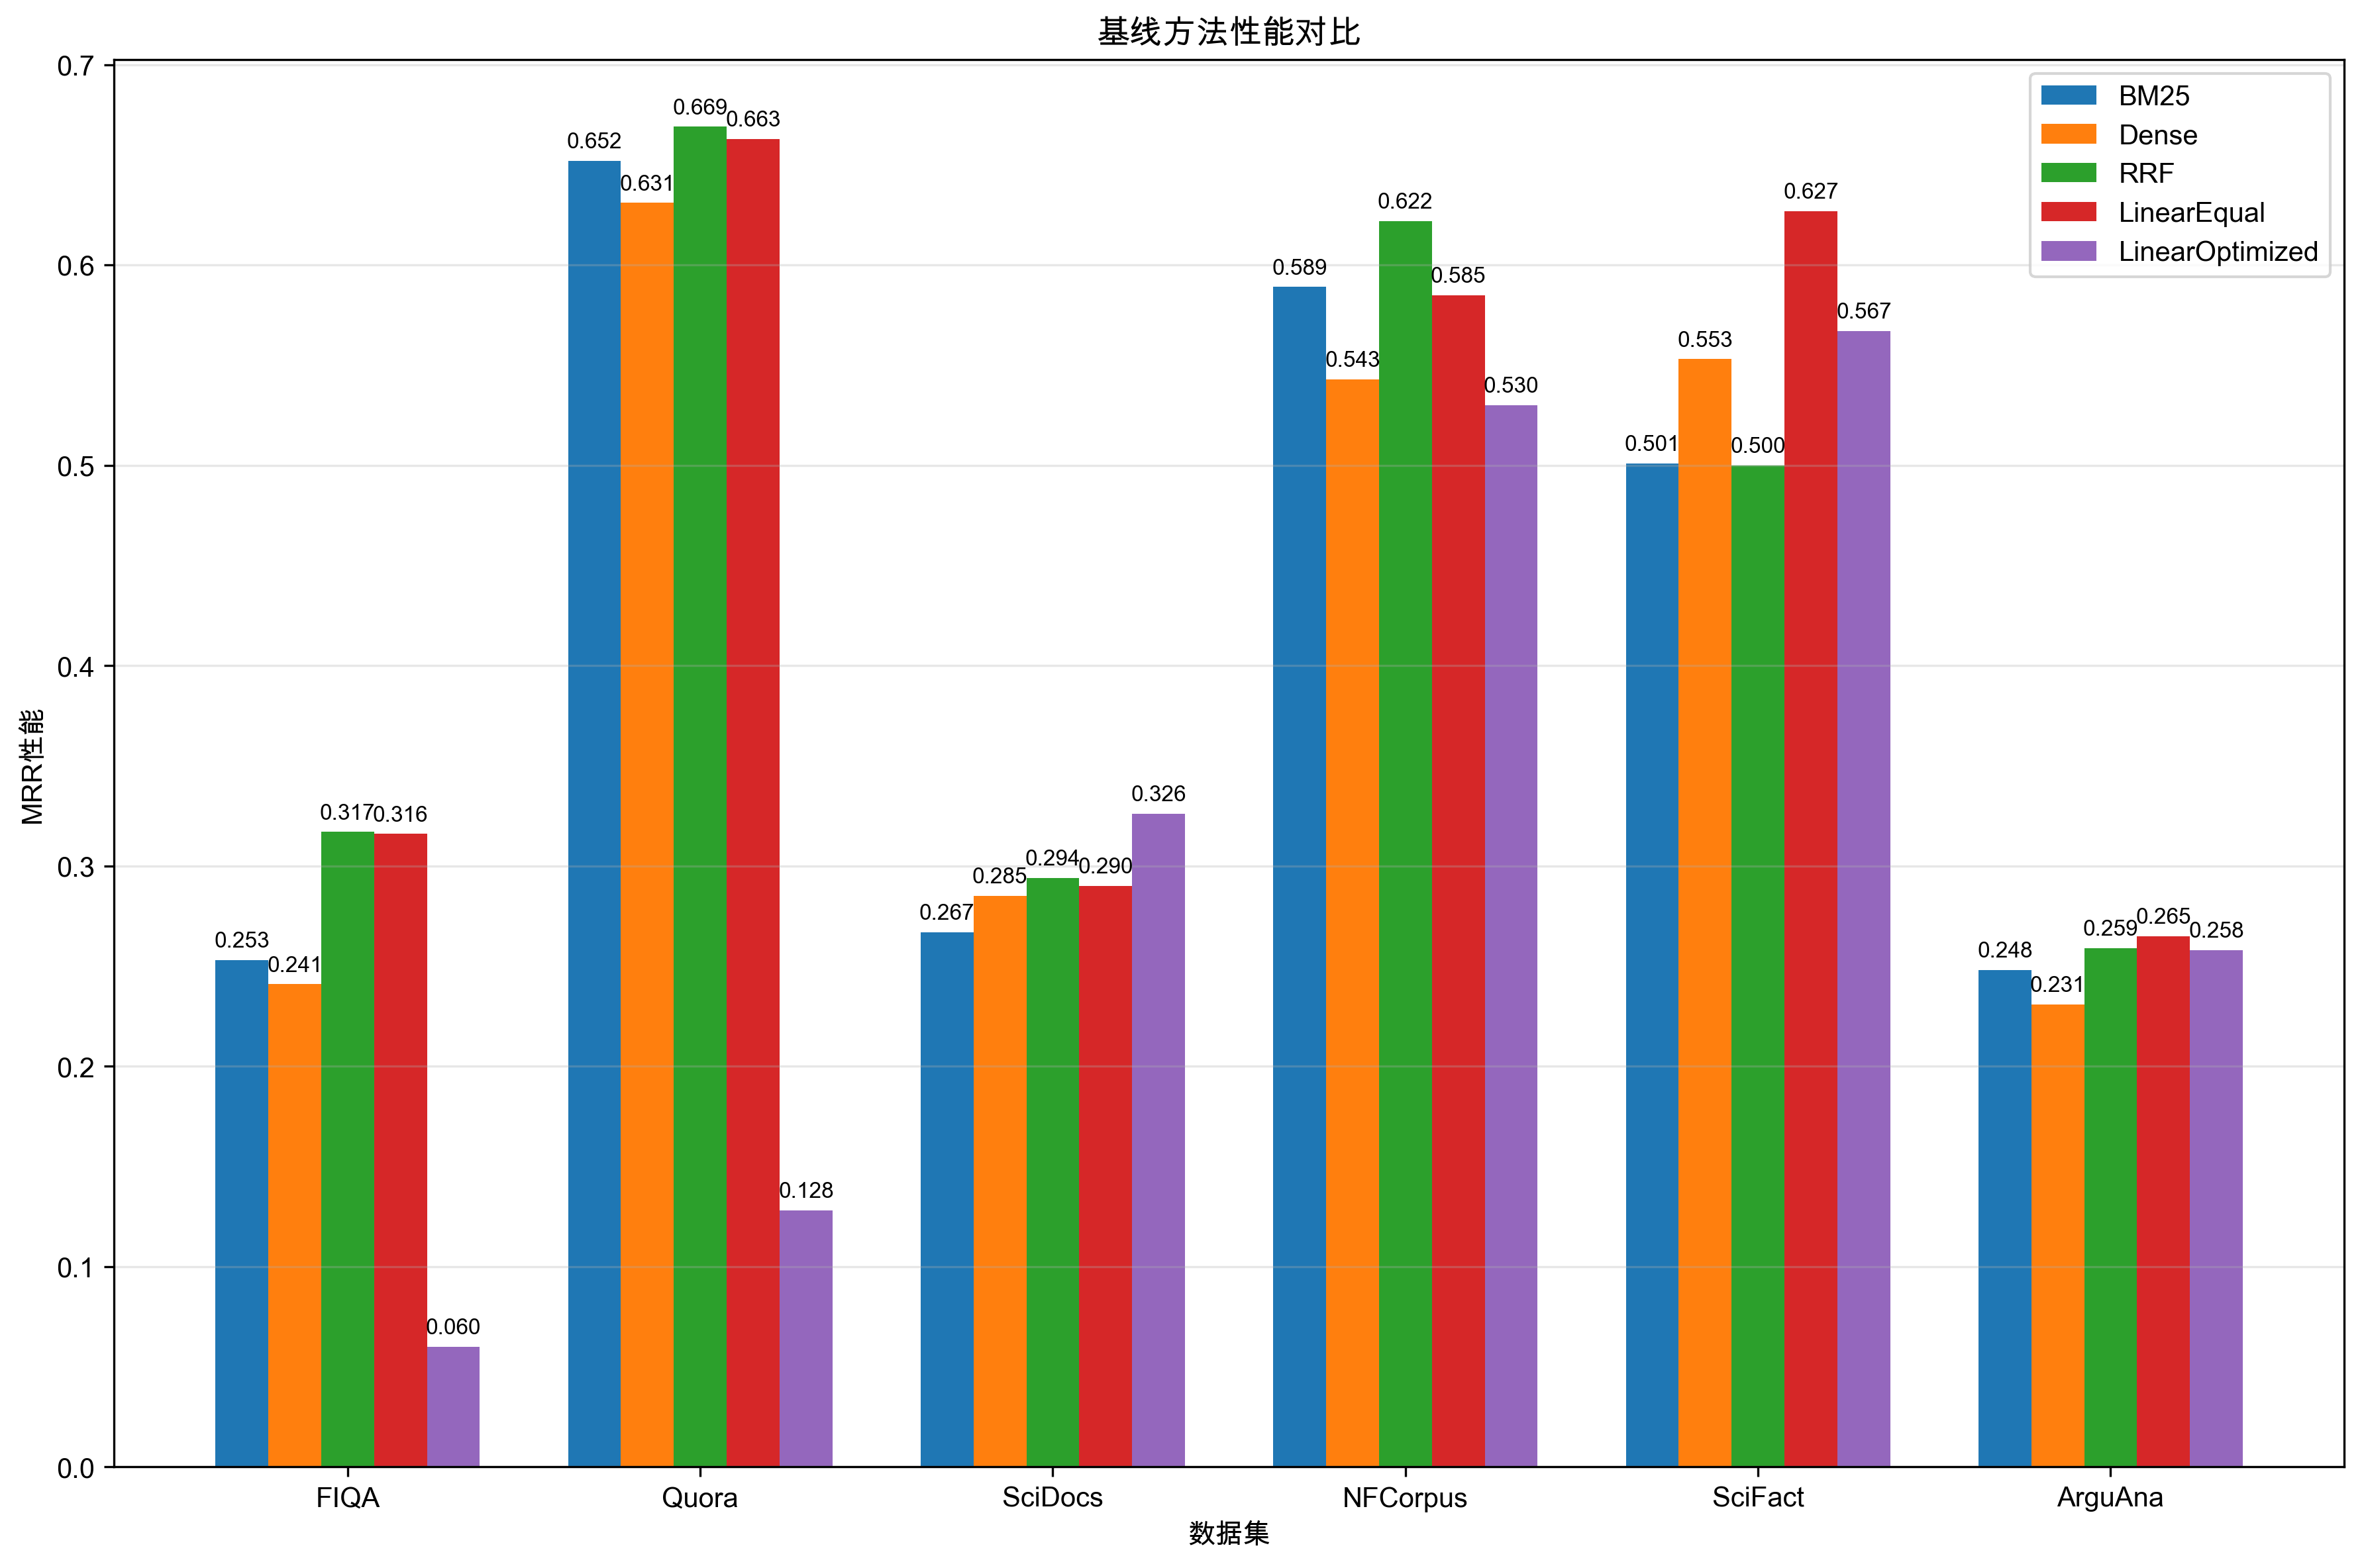 基线方法性能对比
BM25
Dense
RRF
LinearEqual
LinearOptimized
MRR性能
0.7
0.6
0.5
0.4
0.3
0.2
0.1
0.0
0.253
0.241
0.317
0.316
0.060
0.652
0.631
0.669
0.663
0.128
0.267
0.285
0.294
0.290
0.326
0.589
0.543
0.622
0.585
0.530
0.501
0.553
0.500
0.627
0.567
0.248
0.231
0.259
0.265
0.258
FIQA
Quora
SciDocs
NFCorpus
SciFact
ArguAna
数据集